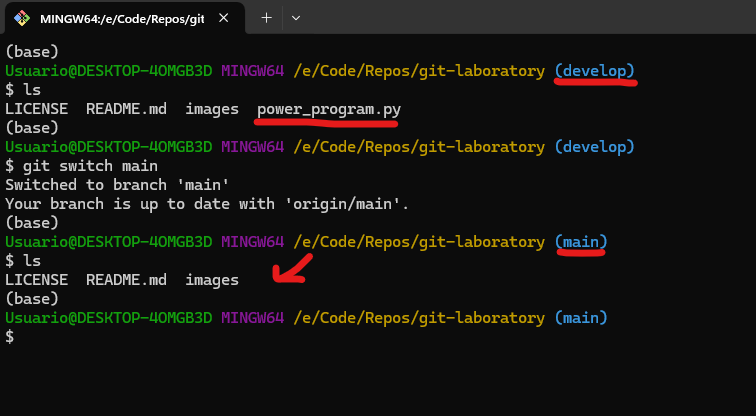 MINGW64:/e/Code/Repos/git
(base)
Usuario@DESKTOP-4OMGB3D MINGW64 /e/Code/Repos/git-laboratory (develop)
$ ls
LICENSE  README.md  images  power_program.py
(base)
Usuario@DESKTOP-4OMGB3D MINGW64 /e/Code/Repos/git-laboratory (develop)
$ git switch main
Switched to branch 'main'
Your branch is up to date with 'origin/main'.
(base)
Usuario@DESKTOP-4OMGB3D MINGW64 /e/Code/Repos/git-laboratory (main)
$ ls
LICENSE  README.md  images
(base)
Usuario@DESKTOP-4OMGB3D MINGW64 /e/Code/Repos/git-laboratory (main)
$